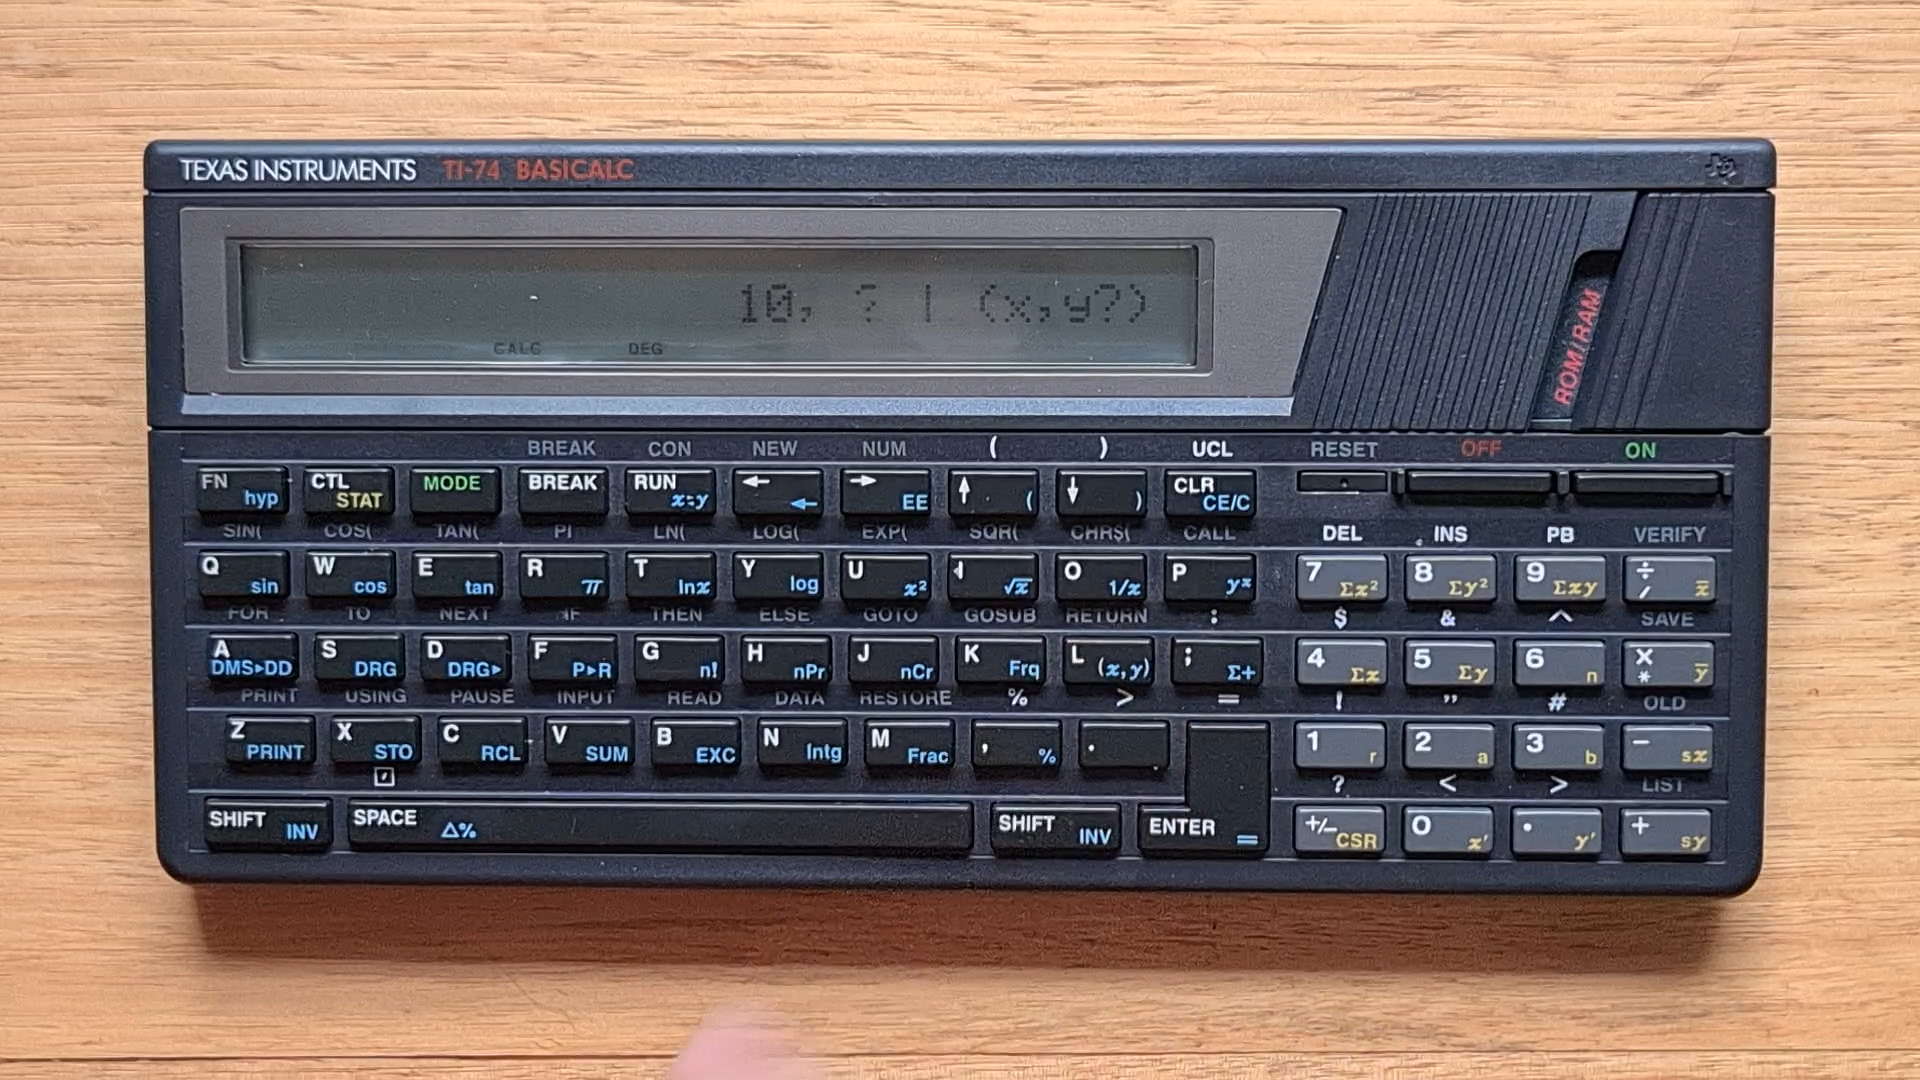 TEXAS INSTRUMENTS TI-74 BASICALC
10, ? | (x,y?)
CALC DEG
ROM/RAM
BREAK CON NEW NUM ( ) UCL RESET OFF ON
FN hyp CTL STAT MODE BREAK RUN x:y ← ← → EE ↑ ( ↓ ) CLR CE/C
SIN( COS( TAN( PI LN( LOG( EXP( SQR( CHR$( CALL DEL INS PB VERIFY
Q sin W cos E tan R π T lnx Y log U x² I √x O 1/x P yˣ 7 Σx² 8 Σy² 9 Σxy ÷ / x̅
FOR TO NEXT IF THEN ELSE GOTO GOSUB RETURN : $ & ^ SAVE
A DMS▸DD S DRG D DRG▸ F P▸R G n! H nPr J nCr K Frq L (x,y) ; Σ+ 4 Σx 5 Σy 6 n X * y̅
PRINT USING PAUSE INPUT READ DATA RESTORE % > = ! " # OLD
Z PRINT X STO C RCL V SUM B EXC N Intg M Frac , % . 1 r 2 a 3 b − sx
? < > LIST
SHIFT INV SPACE Δ% SHIFT INV ENTER = +/− CSR 0 x′ . y′ + sy